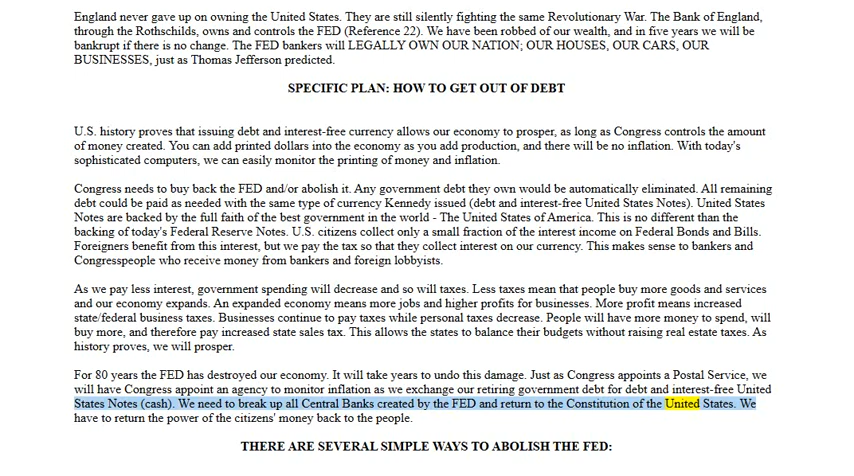 England never gave up on owning the United States. They are still silently fighting the same Revolutionary War. The Bank of England,
through the Rothschilds, owns and controls the FED (Reference 22). We have been robbed of our wealth, and in five years we will be
bankrupt if there is no change. The FED bankers will LEGALLY OWN OUR NATION; OUR HOUSES, OUR CARS, OUR
BUSINESSES, just as Thomas Jefferson predicted.
SPECIFIC PLAN: HOW TO GET OUT OF DEBT
U.S. history proves that issuing debt and interest-free currency allows our economy to prosper, as long as Congress controls the amount
of money created. You can add printed dollars into the economy as you add production, and there will be no inflation. With today's
sophisticated computers, we can easily monitor the printing of money and inflation.
Congress needs to buy back the FED and/or abolish it. Any government debt they own would be automatically eliminated. All remaining
debt could be paid as needed with the same type of currency Kennedy issued (debt and interest-free United States Notes). United States
Notes are backed by the full faith of the best government in the world - The United States of America. This is no different than the
backing of today's Federal Reserve Notes. U.S. citizens collect only a small fraction of the interest income on Federal Bonds and Bills.
Foreigners benefit from this interest, but we pay the tax so that they collect interest on our currency. This makes sense to bankers and
Congresspeople who receive money from bankers and foreign lobbyists.
As we pay less interest, government spending will decrease and so will taxes. Less taxes mean that people buy more goods and services
and our economy expands. An expanded economy means more jobs and higher profits for businesses. More profit means increased
state/federal business taxes. Businesses continue to pay taxes while personal taxes decrease. People will have more money to spend, will
buy more, and therefore pay increased state sales tax. This allows the states to balance their budgets without raising real estate taxes. As
history proves, we will prosper.
For 80 years the FED has destroyed our economy. It will take years to undo this damage. Just as Congress appoints a Postal Service, we
will have Congress appoint an agency to monitor inflation as we exchange our retiring government debt for debt and interest-free United
States Notes (cash). We need to break up all Central Banks created by the FED and return to the Constitution of the United States. We
have to return the power of the citizens' money back to the people.
THERE ARE SEVERAL SIMPLE WAYS TO ABOLISH THE FED: